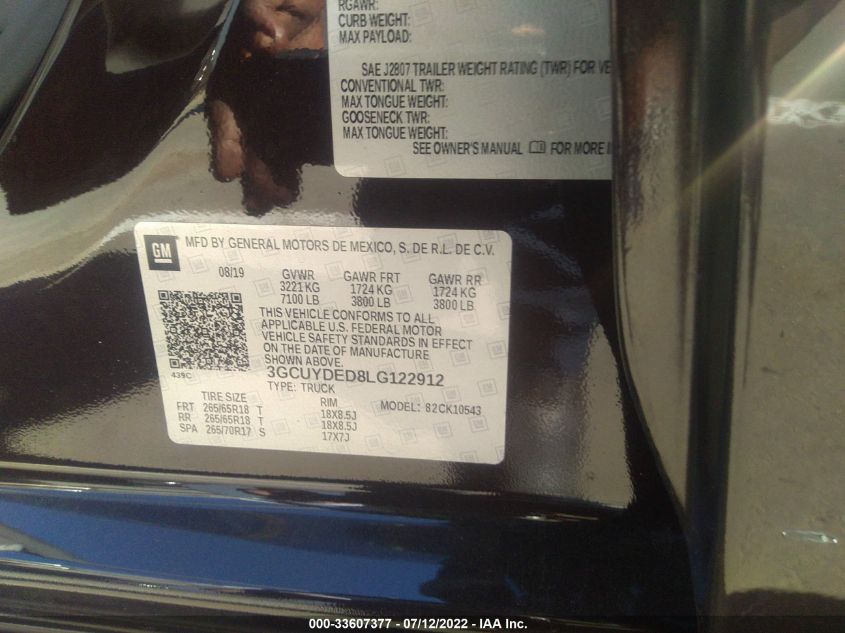 RGAWR:
CURB WEIGHT:
MAX PAYLOAD:
SAE J2807 TRAILER WEIGHT RATING (TWR) FOR VE
CONVENTIONAL TWR:
MAX TONGUE WEIGHT:
GOOSENECK TWR:
MAX TONGUE WEIGHT:
SEE OWNER'S MANUAL FOR MORE I
GM MFD BY GENERAL MOTORS DE MEXICO, S. DE R.L. DE C.V.
08/19 GVWR GAWR FRT GAWR RR
3221 KG 1724 KG 1724 KG
7100 LB 3800 LB 3800 LB
THIS VEHICLE CONFORMS TO ALL
APPLICABLE U.S. FEDERAL MOTOR
VEHICLE SAFETY STANDARDS IN EFFECT
ON THE DATE OF MANUFACTURE
SHOWN ABOVE.
439C 3GCUYDED8LG122912
TYPE: TRUCK
TIRE SIZE RIM MODEL: 82CK10543
FRT 265/65R18 T 18X8.5J
RR 265/65R18 T 18X8.5J
SPA 265/70R17 S 17X7J
000-33607377 - 07/12/2022 - IAA Inc.